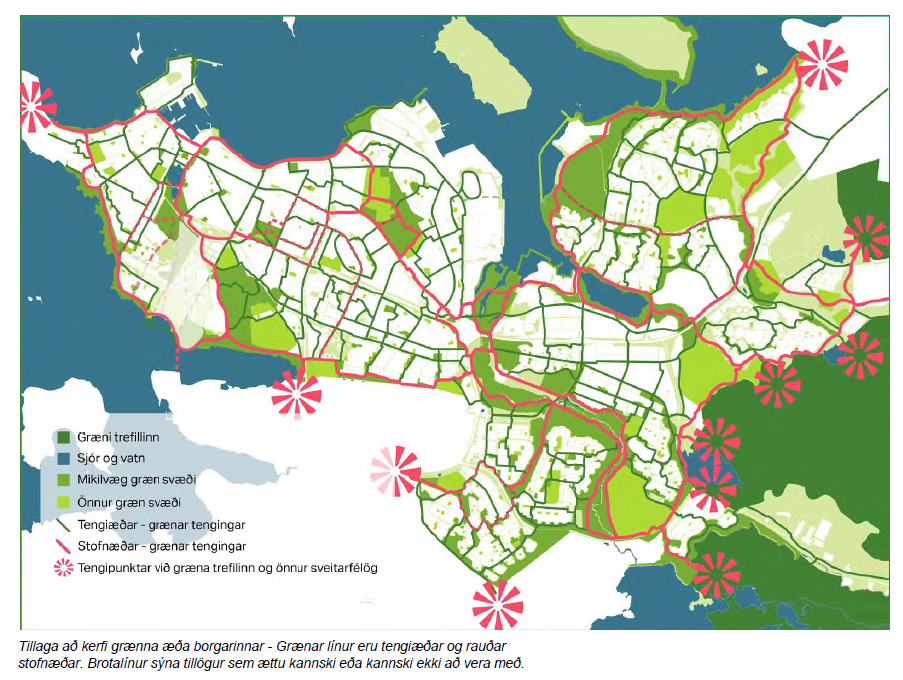 Græni trefillinn
Sjór og vatn
Mikilvæg græn svæði
Önnur græn svæði
Tengiæðar - grænar tengingar
Stofnæðar - grænar tengingar
Tengipunktar við græna trefilinn og önnur sveitarfélög
Tillaga að kerfi grænna æða borgarinnar - Grænar línur eru tengiæðar og rauðar
stofnæðar. Brotalínur sýna tillögur sem ættu kannski eða kannski ekki að vera með.